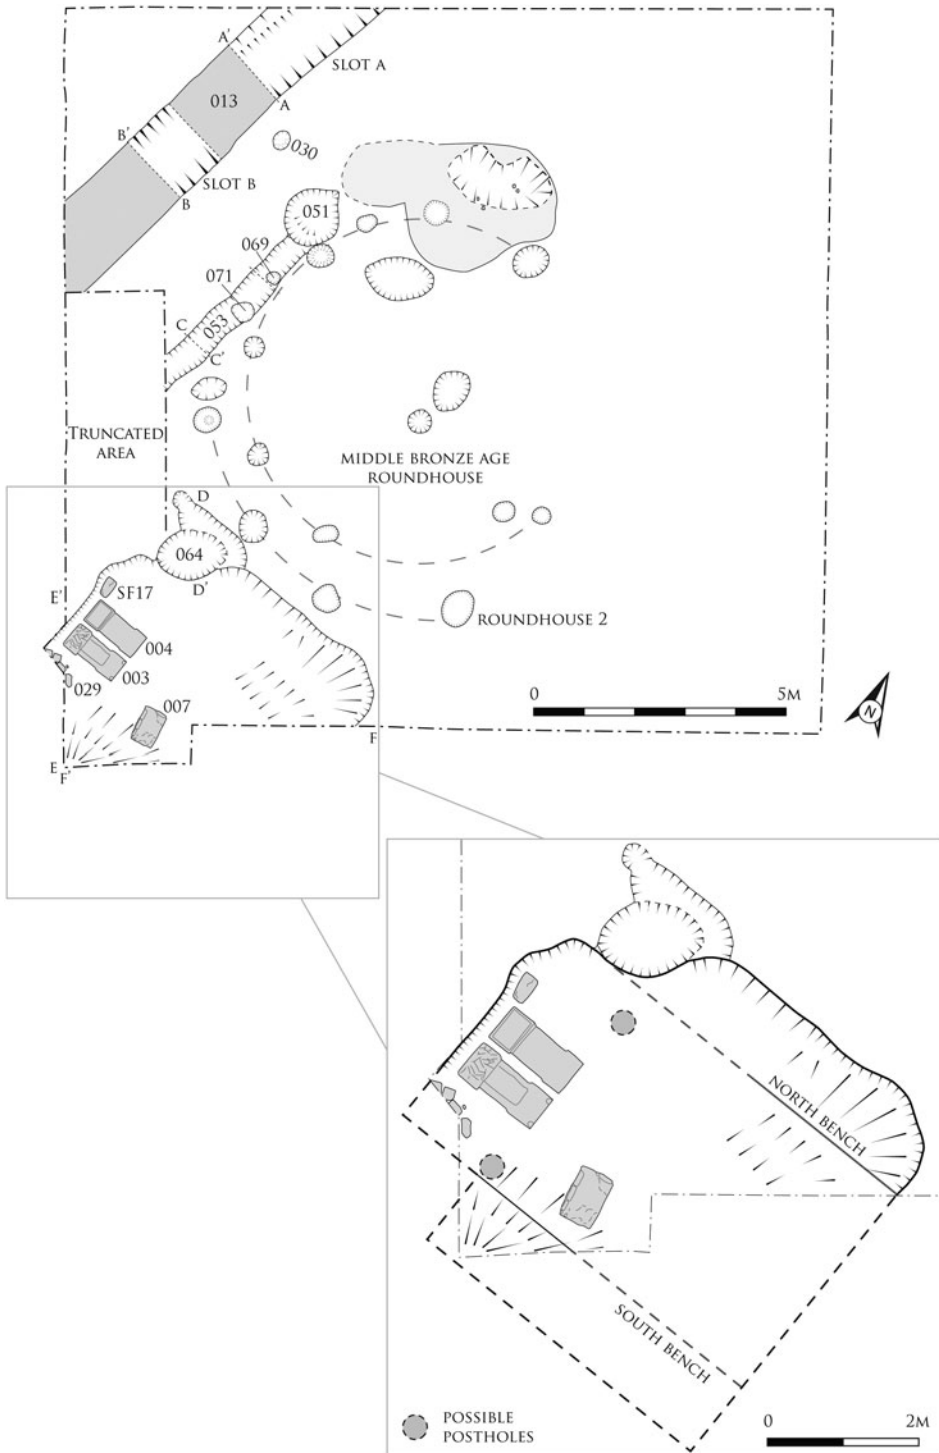 A'
SLOT A
013
A
B'
030
SLOT B
B
051
069
071
053
C
C'
TRUNCATED
AREA
MIDDLE BRONZE AGE
ROUNDHOUSE
D
064
D'
E'
SF17
004
003
029
007
ROUNDHOUSE 2
0 5M
N
F
E
F'
NORTH BENCH
SOUTH BENCH
POSSIBLE
POSTHOLES
0 2M